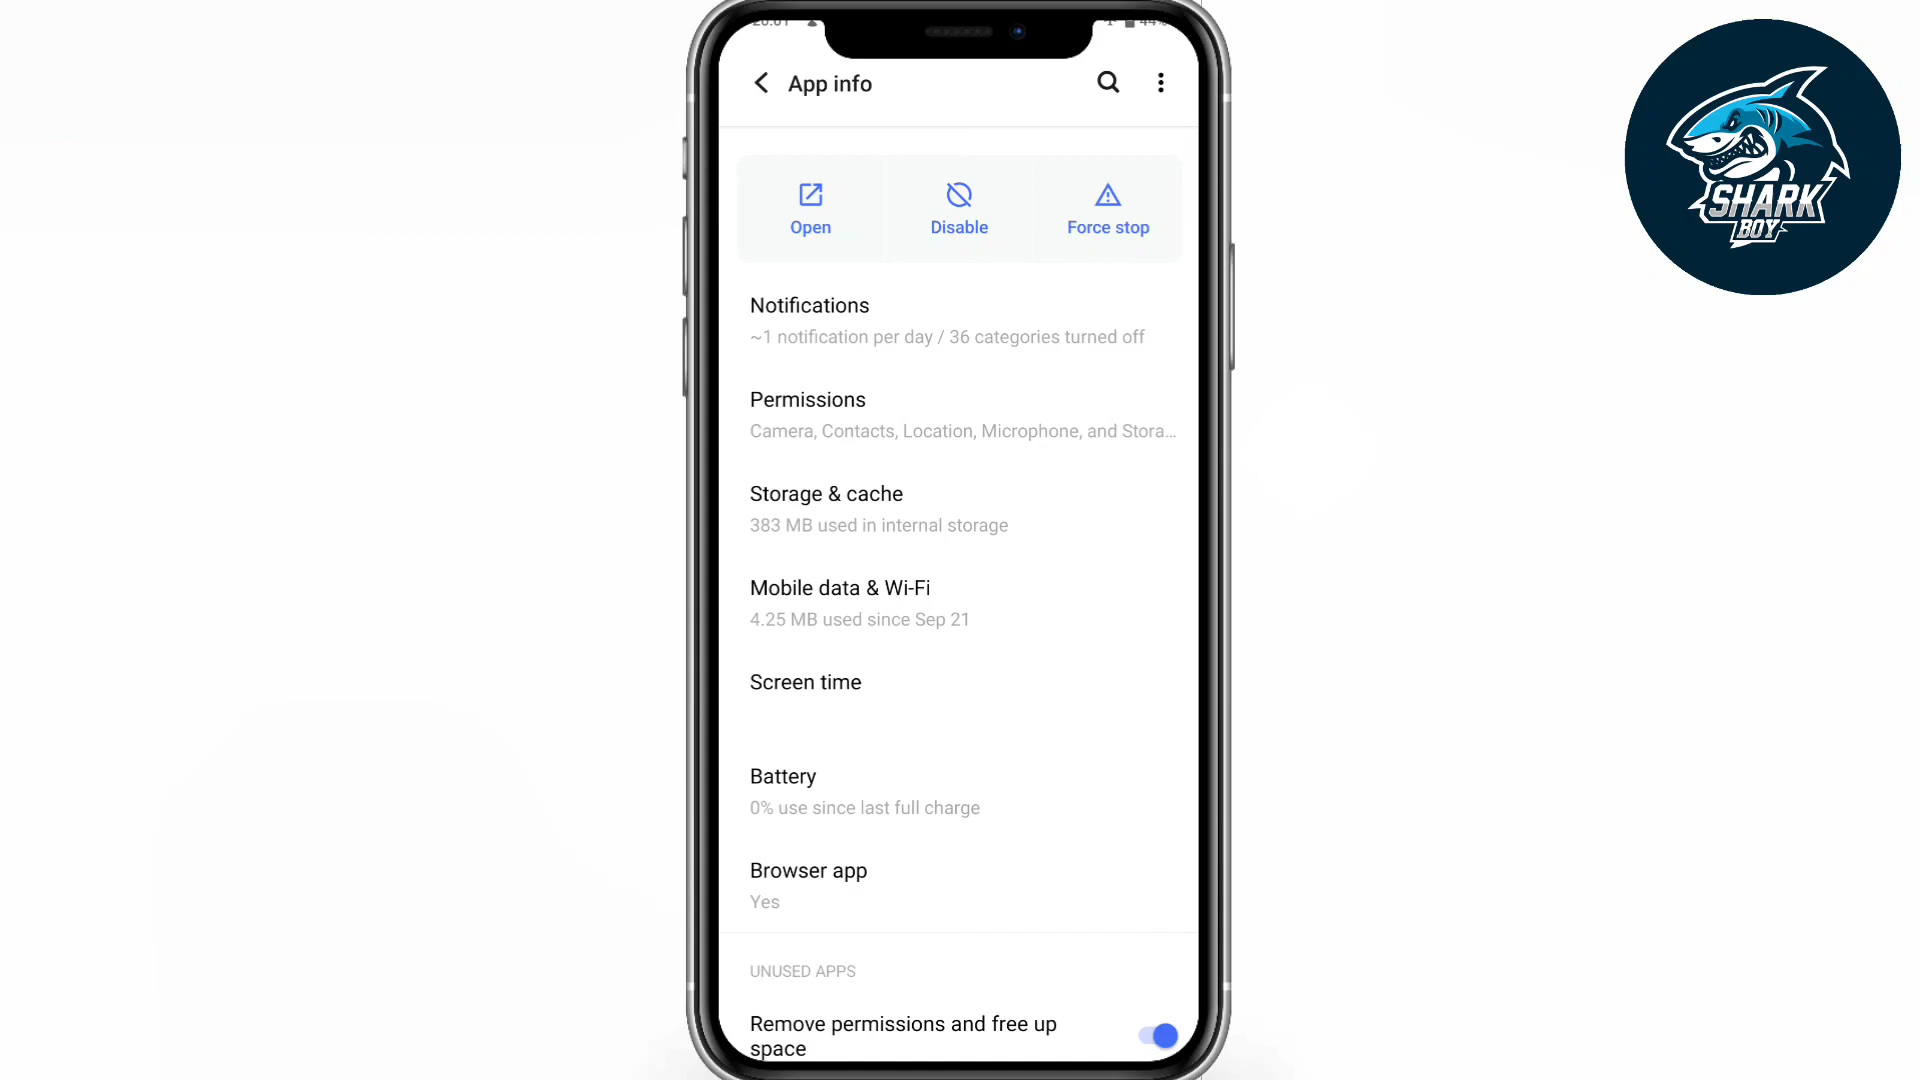 App info
Open
Disable
Force stop
Notifications
~1 notification per day / 36 categories turned off
Permissions
Camera, Contacts, Location, Microphone, and Stora...
Storage & cache
383 MB used in internal storage
Mobile data & Wi-Fi
4.25 MB used since Sep 21
Screen time
Battery
0% use since last full charge
Browser app
Yes
UNUSED APPS
Remove permissions and free up
space
SHARK
BOY